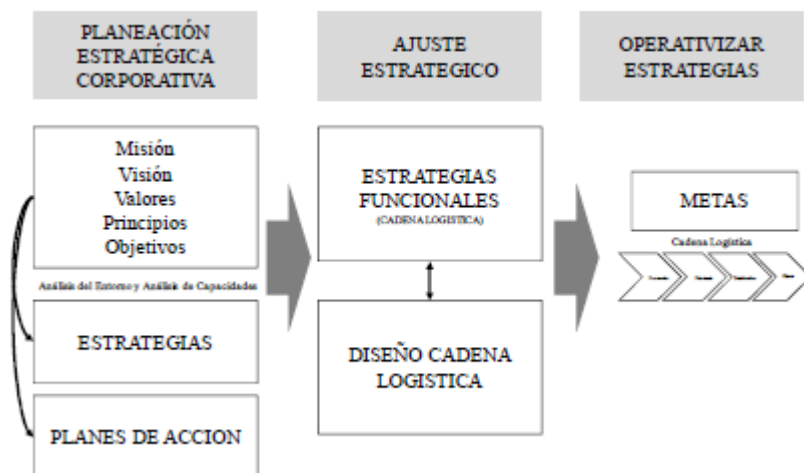 PLANEACIÓN
ESTRATÉGICA
CORPORATIVA
AJUSTE
ESTRATEGICO
OPERATIVIZAR
ESTRATEGIAS
Misión
Visión
Valores
Principios
Objetivos
Análisis del Entorno y Análisis de Capacidades
ESTRATEGIAS
PLANES DE ACCION
ESTRATEGIAS
FUNCIONALES
(CADENA LOGISTICA)
DISEÑO CADENA
LOGISTICA
METAS
Cadena Logística